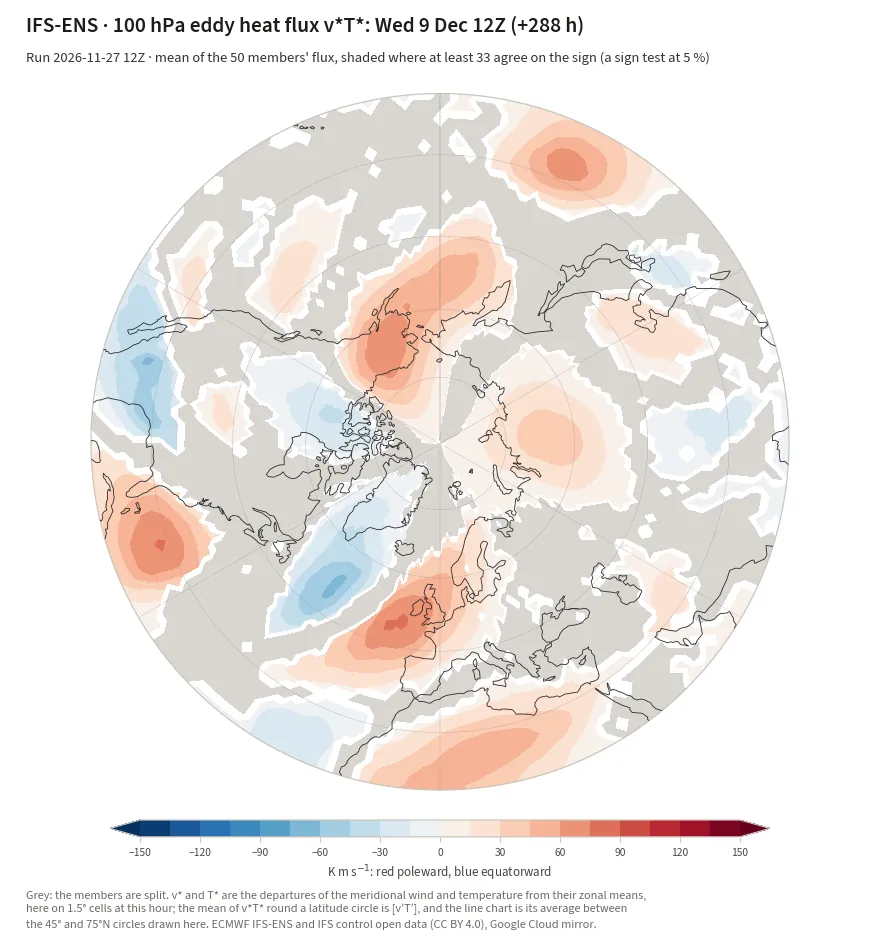 IFS-ENS · 100 hPa eddy heat flux v*T*: Wed 9 Dec 12Z (+288 h)
Run 2026-11-27 12Z · mean of the 50 members' flux, shaded where at least 33 agree on the sign (a sign test at 5 %)
−150 −120 −90 −60 −30 0 30 60 90 120 150
K m s⁻¹: red poleward, blue equatorward
Grey: the members are split. v* and T* are the departures of the meridional wind and temperature from their zonal means,
here on 1.5° cells at this hour; the mean of v*T* round a latitude circle is [v'T'], and the line chart is its average between
the 45° and 75°N circles drawn here. ECMWF IFS-ENS and IFS control open data (CC BY 4.0), Google Cloud mirror.